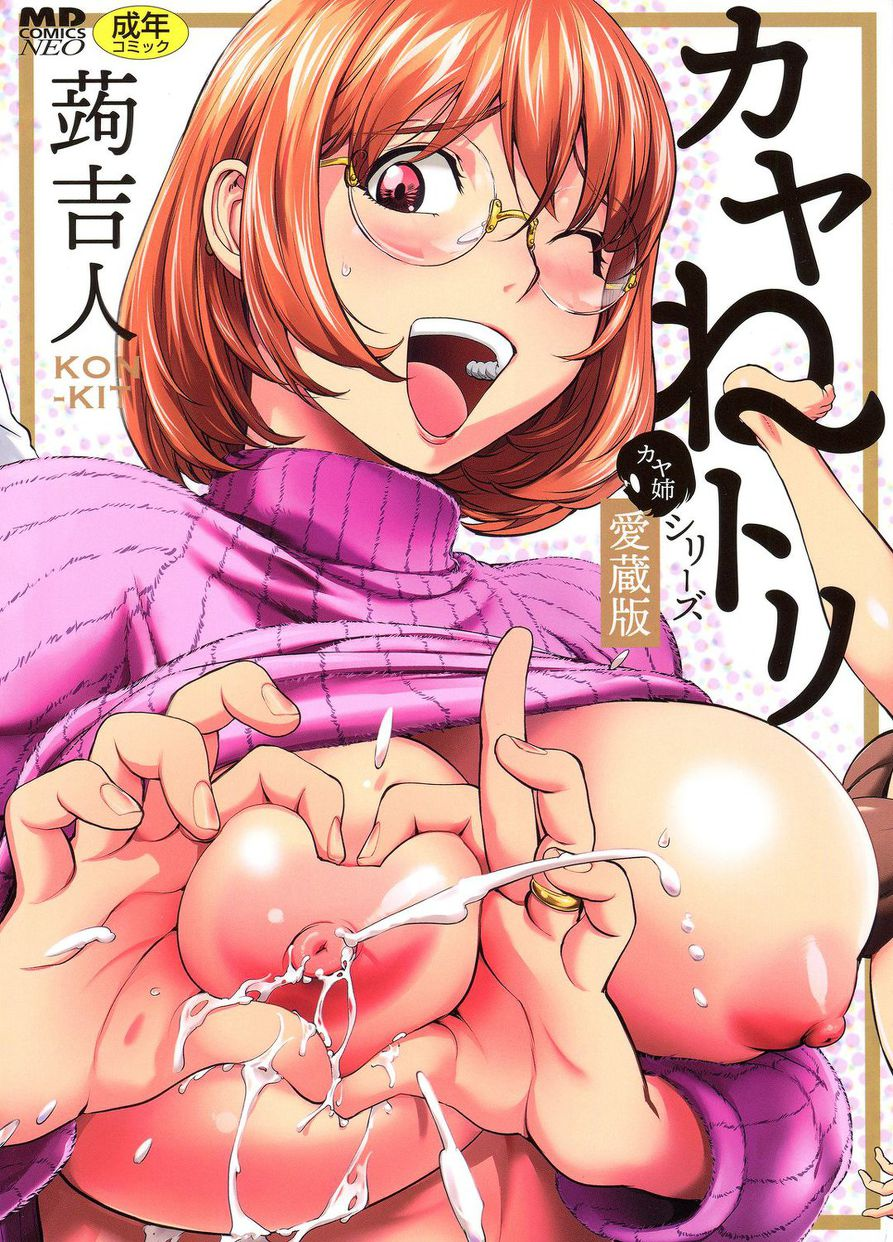 MD
COMICS
NEO
成年
コミック
蒟吉人
KON
-KIT
カヤねトリ
カヤ姉
シリーズ
愛蔵版